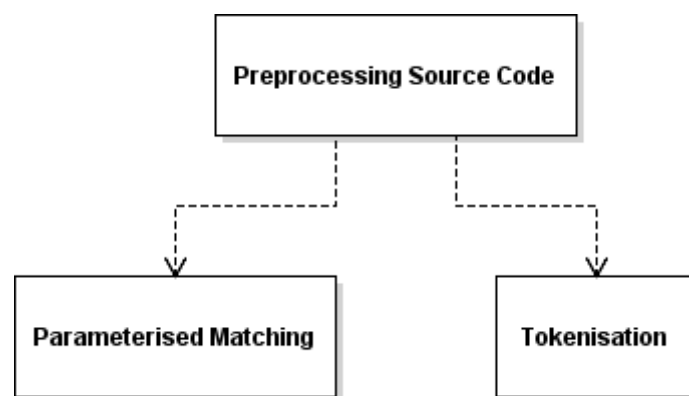 Preprocessing Source Code
Parameterised Matching
Tokenisation